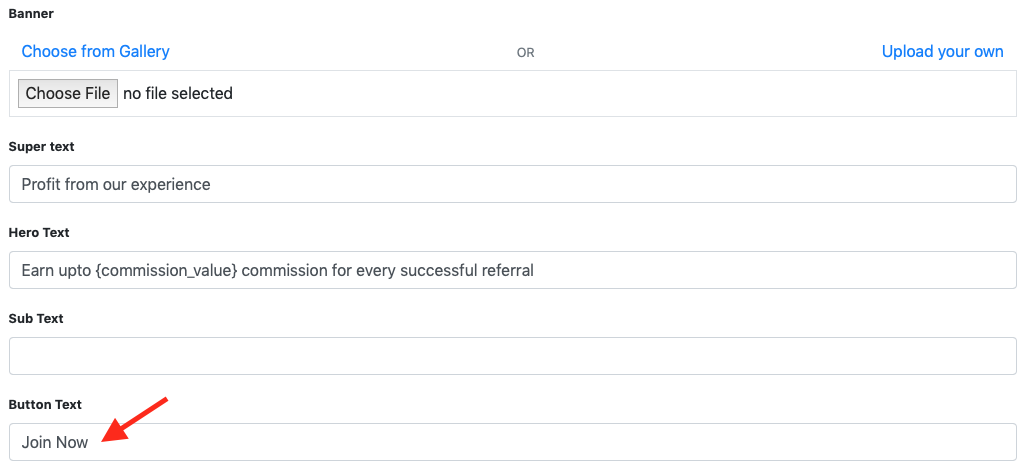 Banner
Choose from Gallery OR Upload your own
Choose File no file selected
Super text
Profit from our experience
Hero Text
Earn upto {commission_value} commission for every successful referral
Sub Text
Button Text
Join Now